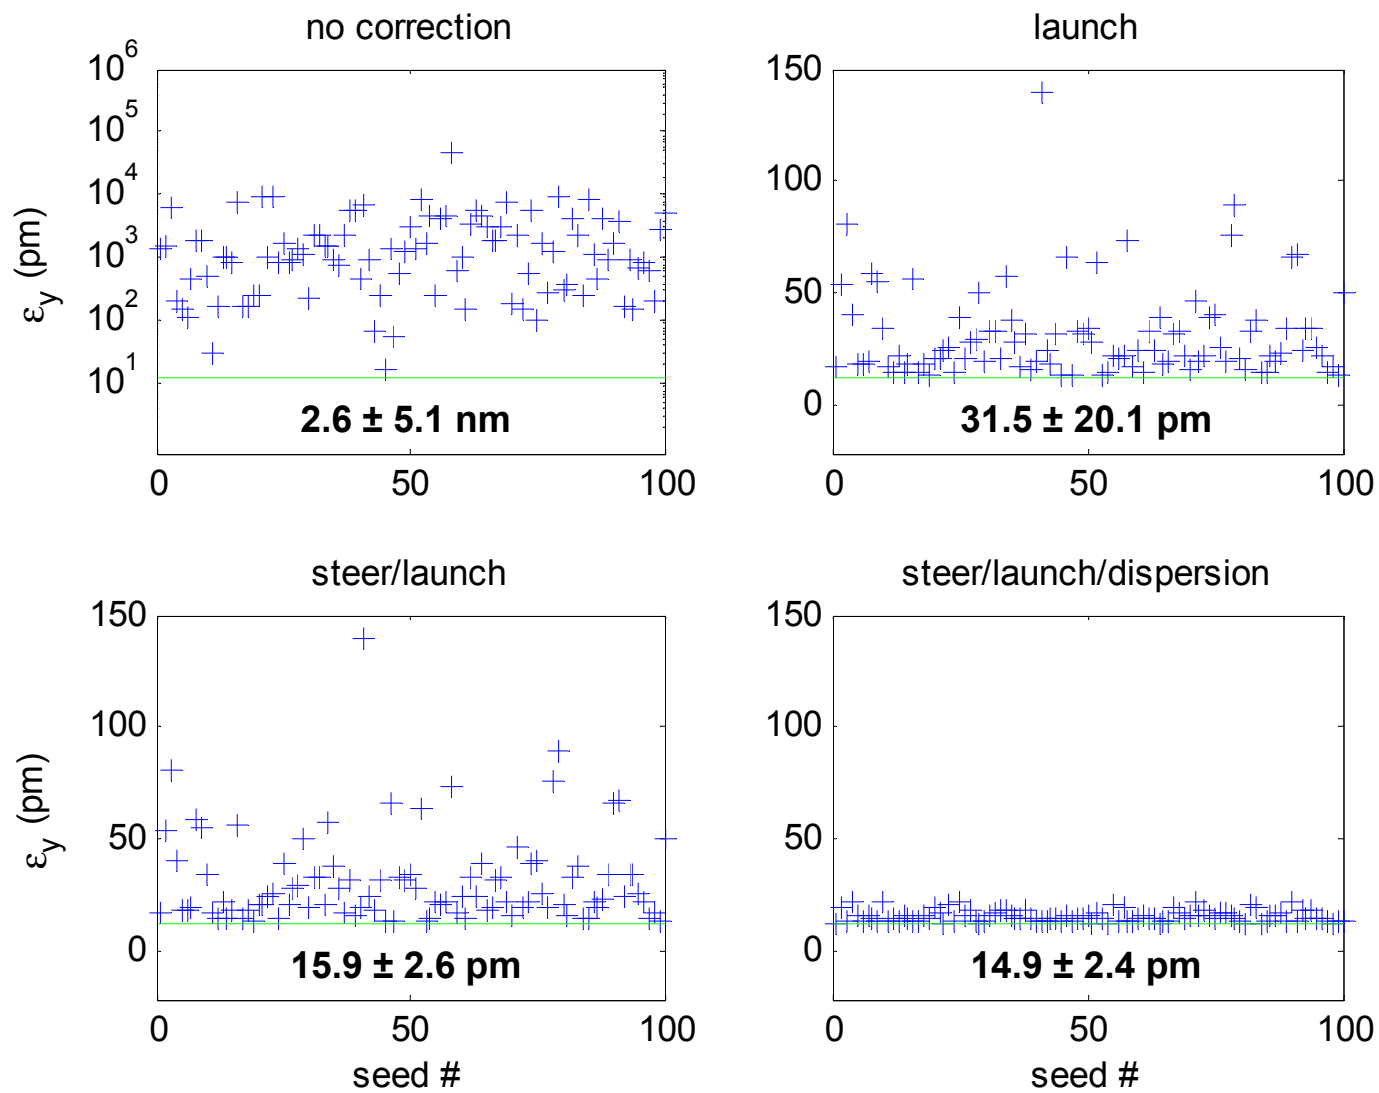 no correction
10^6
10^5
10^4
10^3
10^2
10^1
ε_y (pm)
2.6 ± 5.1 nm
0 50 100
launch
150
100
50
0
31.5 ± 20.1 pm
0 50 100
steer/launch
150
100
50
0
ε_y (pm)
15.9 ± 2.6 pm
0 50 100
seed #
steer/launch/dispersion
150
100
50
0
14.9 ± 2.4 pm
0 50 100
seed #